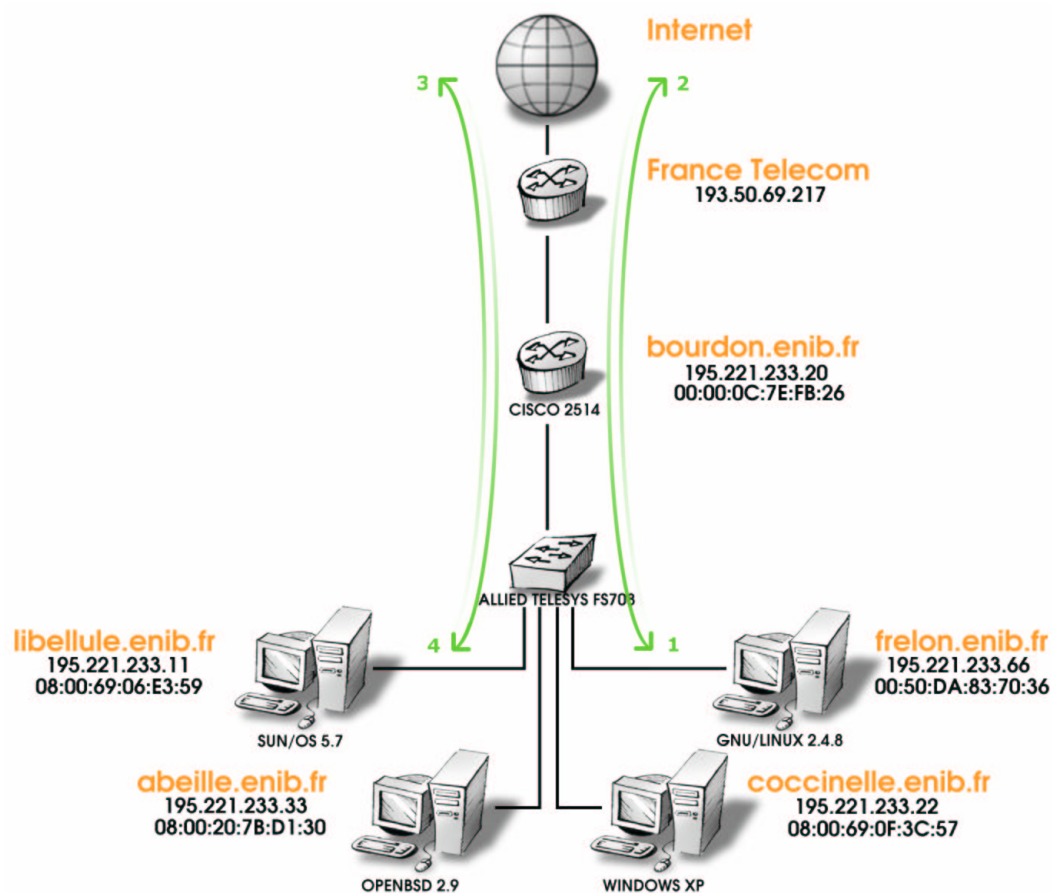 Internet
3
2
France Telecom
193.50.69.217
bourdon.enib.fr
195.221.233.20
00:00:0C:7E:FB:26
CISCO 2514
ALLIED TELESYS FS708
libellule.enib.fr
195.221.233.11
08:00:69:06:E3:59
4
1
frelon.enib.fr
195.221.233.66
00:50:DA:83:70:36
SUN/OS 5.7
GNU/LINUX 2.4.8
abeille.enib.fr
195.221.233.33
08:00:20:7B:D1:30
coccinelle.enib.fr
195.221.233.22
08:00:69:0F:3C:57
OPENBSD 2.9
WINDOWS XP